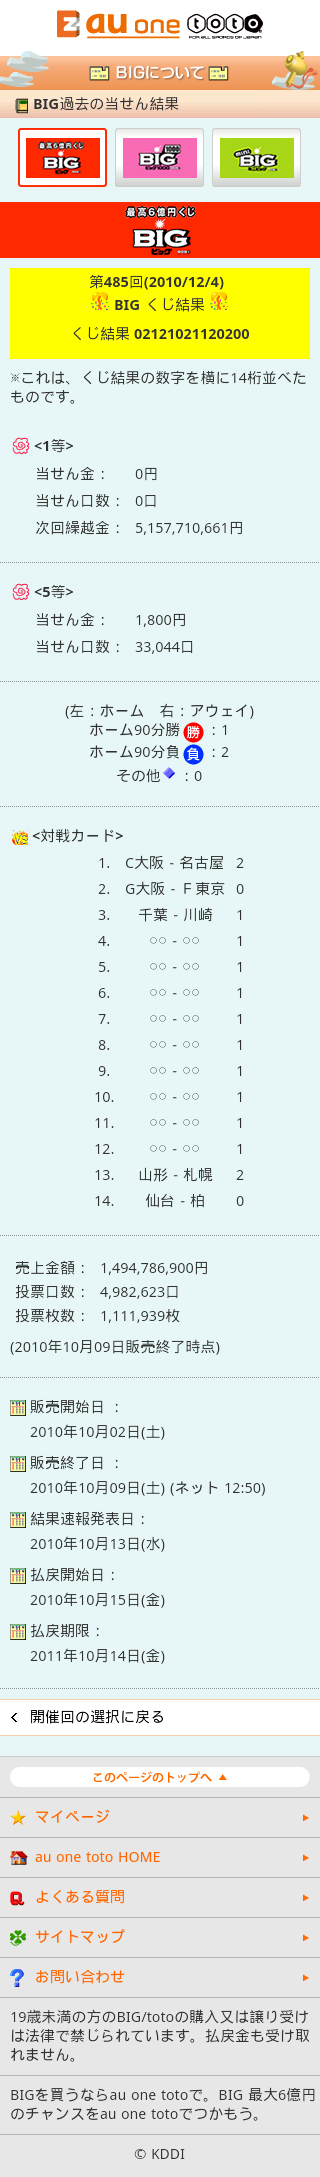 au one toto
FOR ALL SPORTS OF JAPAN
BIGについて
BIG過去の当せん結果
最高6億円くじ BIG ビッグ
1000 BIG
mini BIG ミニビッグ
最高6億円くじ
BIG
ビッグ
第485回(2010/12/4)
BIG くじ結果
くじ結果 02121021120200
※これは、くじ結果の数字を横に14桁並べた
ものです。
<1等>
当せん金： 0円
当せん口数： 0口
次回繰越金： 5,157,710,661円
<5等>
当せん金： 1,800円
当せん口数： 33,044口
(左：ホーム　右：アウェイ)
ホーム90分勝 勝 ：1
ホーム90分負 負 ：2
その他 ：0
VS <対戦カード>
1. C大阪 - 名古屋 2
2. G大阪 - Ｆ東京 0
3. 千葉 - 川崎 1
4. ○○ - ○○ 1
5. ○○ - ○○ 1
6. ○○ - ○○ 1
7. ○○ - ○○ 1
8. ○○ - ○○ 1
9. ○○ - ○○ 1
10. ○○ - ○○ 1
11. ○○ - ○○ 1
12. ○○ - ○○ 1
13. 山形 - 札幌 2
14. 仙台 - 柏 0
売上金額： 1,494,786,900円
投票口数： 4,982,623口
投票枚数： 1,111,939枚
(2010年10月09日販売終了時点)
販売開始日 ：
2010年10月02日(土)
販売終了日 ：
2010年10月09日(土) (ネット 12:50)
結果速報発表日：
2010年10月13日(水)
払戻開始日：
2010年10月15日(金)
払戻期限：
2011年10月14日(金)
開催回の選択に戻る
このページのトップへ ▲
マイページ
au one toto HOME
よくある質問
サイトマップ
お問い合わせ
19歳未満の方のBIG/totoの購入又は譲り受け
は法律で禁じられています。払戻金も受け取
れません。
BIGを買うならau one totoで。BIG 最大6億円
のチャンスをau one totoでつかもう。
© KDDI